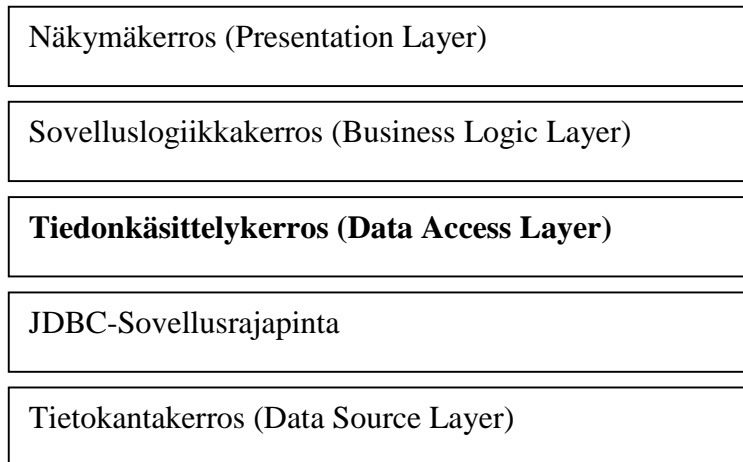 Näkymäkerros (Presentation Layer)
Sovelluslogiikkakerros (Business Logic Layer)
Tiedonkäsittelykerros (Data Access Layer)
JDBC-Sovellusrajapinta
Tietokantakerros (Data Source Layer)